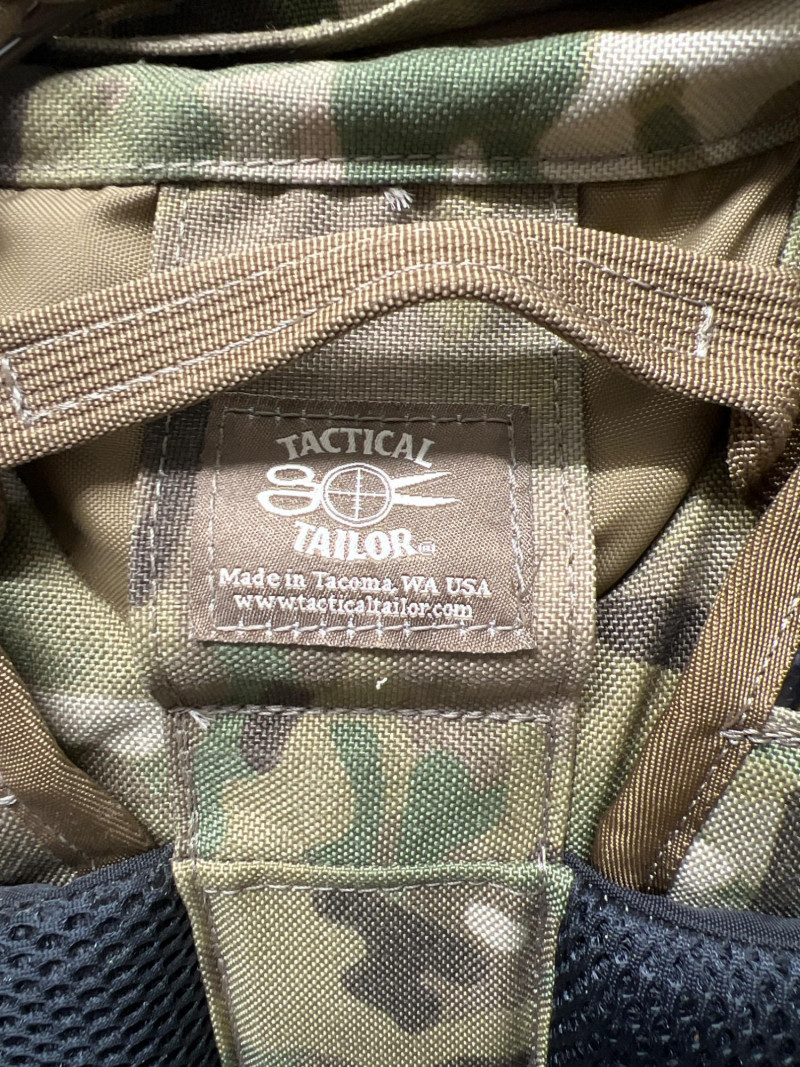 TACTICAL
TAILOR®
Made in Tacoma, WA USA
www.tacticaltailor.com